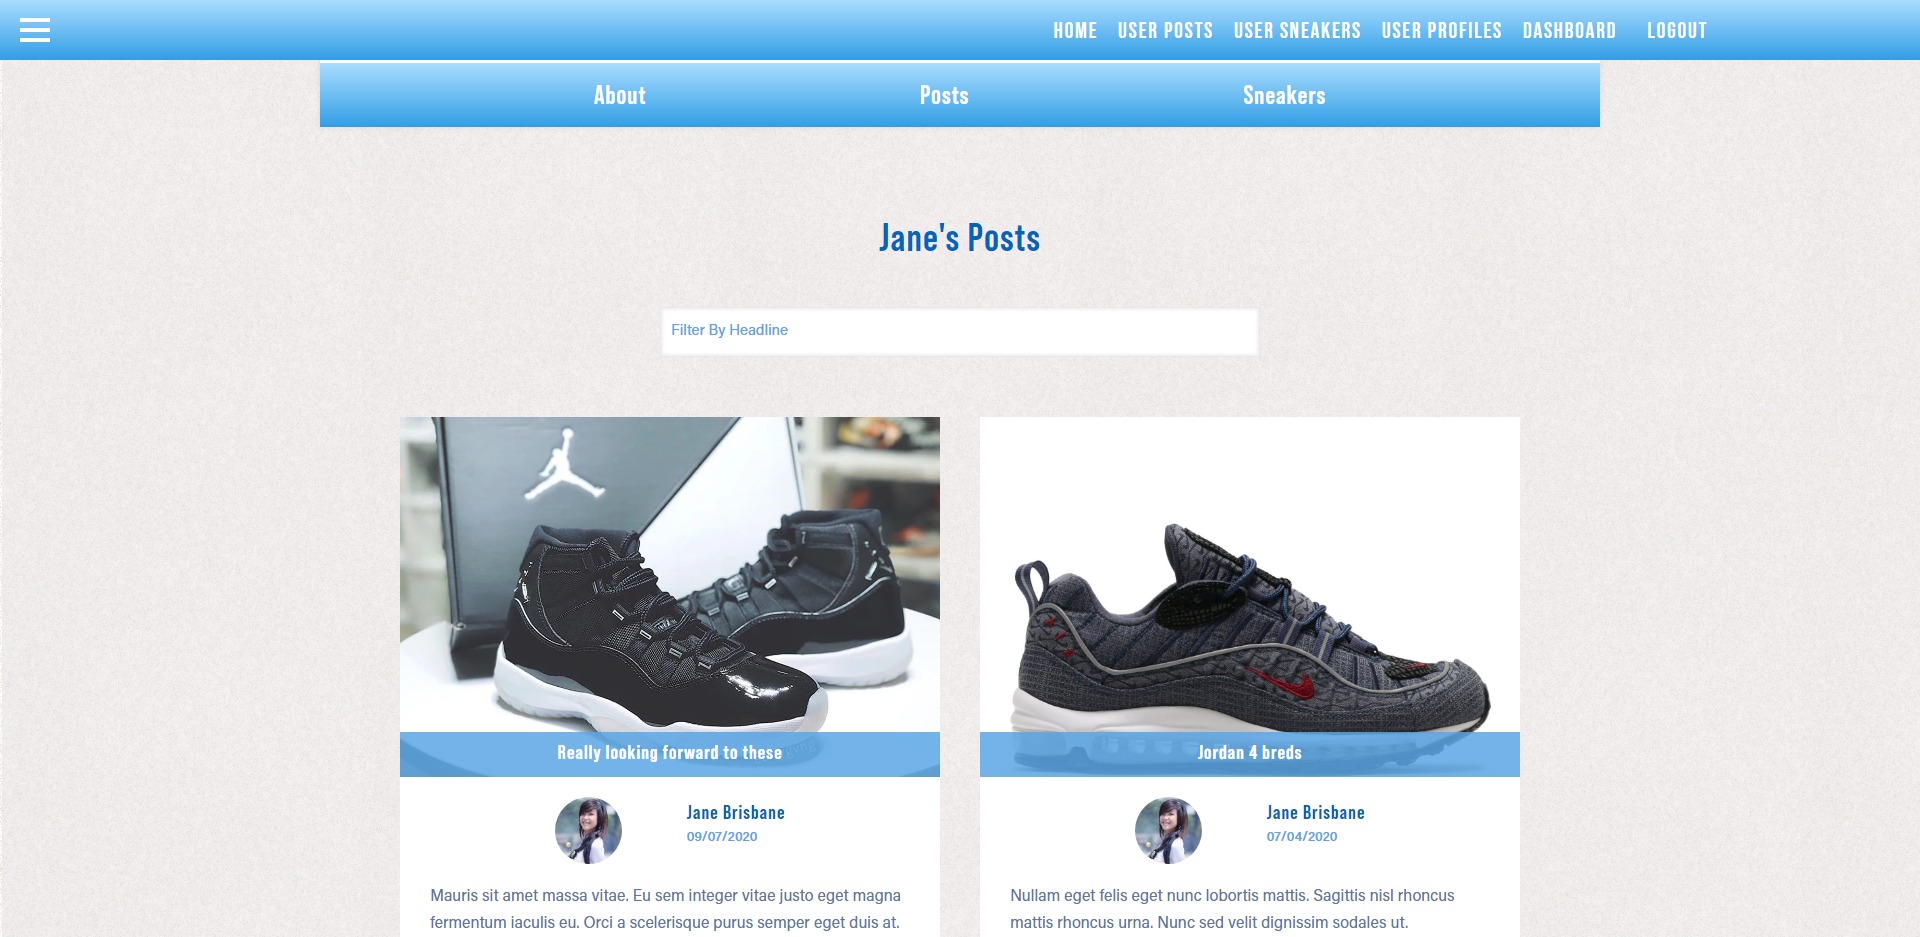 HOME USER POSTS USER SNEAKERS USER PROFILES DASHBOARD LOGOUT
About Posts Sneakers
Jane's Posts
Filter By Headline
Really looking forward to these
Jordan 4 breds
Jane Brisbane
09/07/2020
Jane Brisbane
07/04/2020
Mauris sit amet massa vitae. Eu sem integer vitae justo eget magna
fermentum iaculis eu. Orci a scelerisque purus semper eget duis at.
Nullam eget felis eget nunc lobortis mattis. Sagittis nisl rhoncus
mattis rhoncus urna. Nunc sed velit dignissim sodales ut.